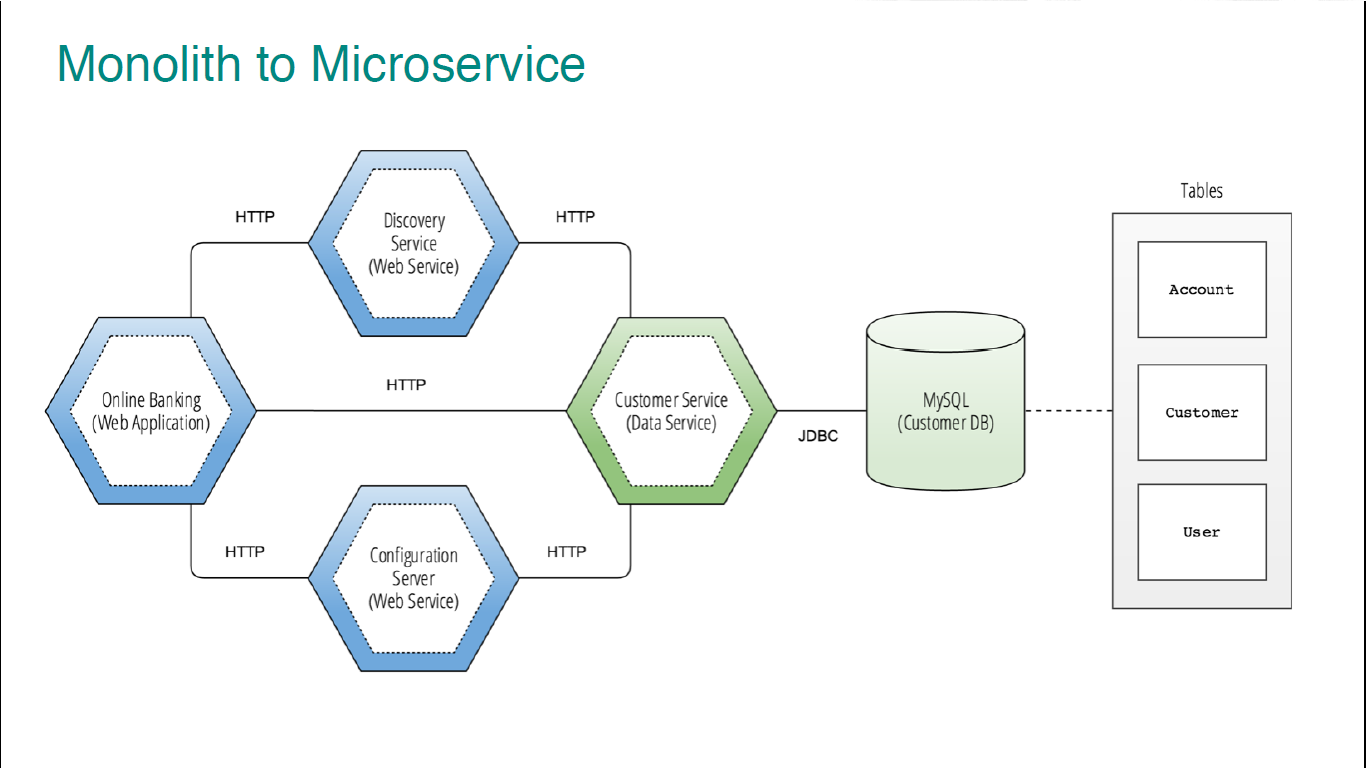 Monolith to Microservice
Tables
HTTP
HTTP
Discovery
Service
(Web Service)
Account
HTTP
Online Banking
(Web Application)
Customer Service
(Data Service)
JDBC
MySQL
(Customer DB)
Customer
HTTP
HTTP
Configuration
Server
(Web Service)
User